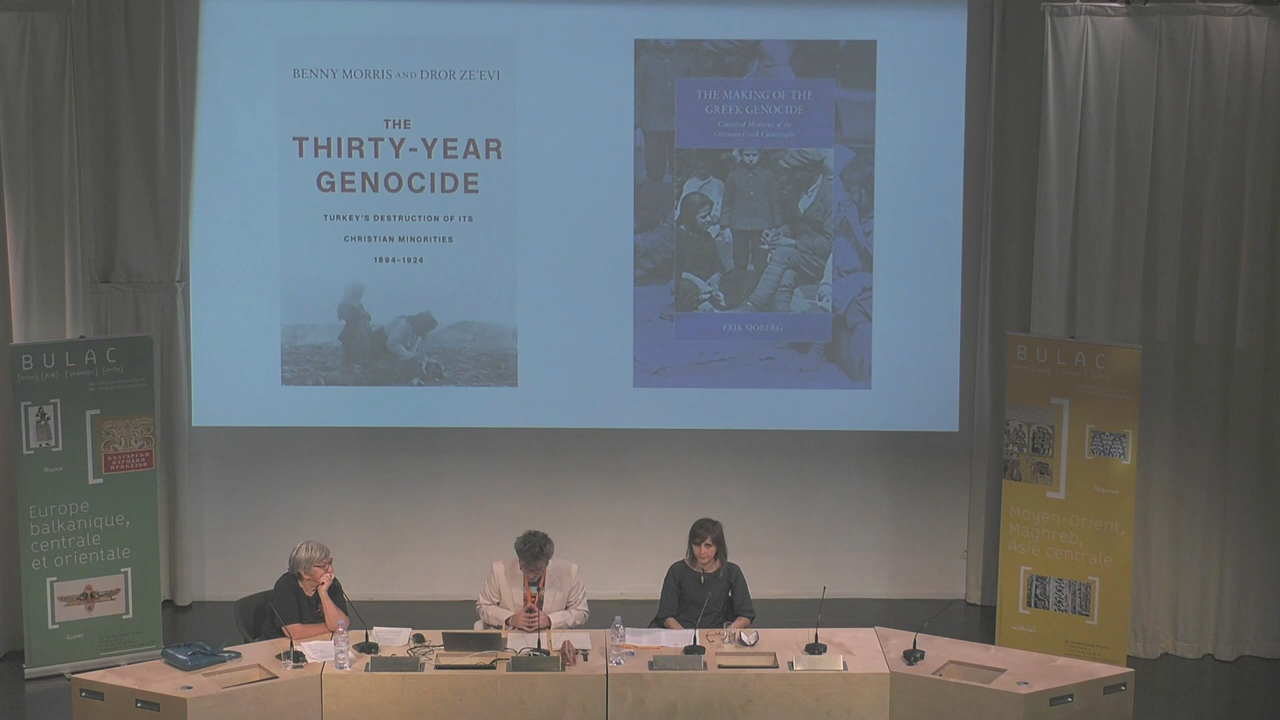 BENNY MORRIS AND DROR ZE'EVI
THE
THIRTY-YEAR
GENOCIDE
TURKEY'S DESTRUCTION OF ITS
CHRISTIAN MINORITIES
1894–1924
THE MAKING OF THE
GREEK GENOCIDE
Contested Memories of the
Ottoman Greek Catastrophe
ERIK SJÖBERG
BULAC
Europe
balkanique,
centrale
et orientale
BULAC
Moyen-Orient,
Maghreb,
Asie centrale